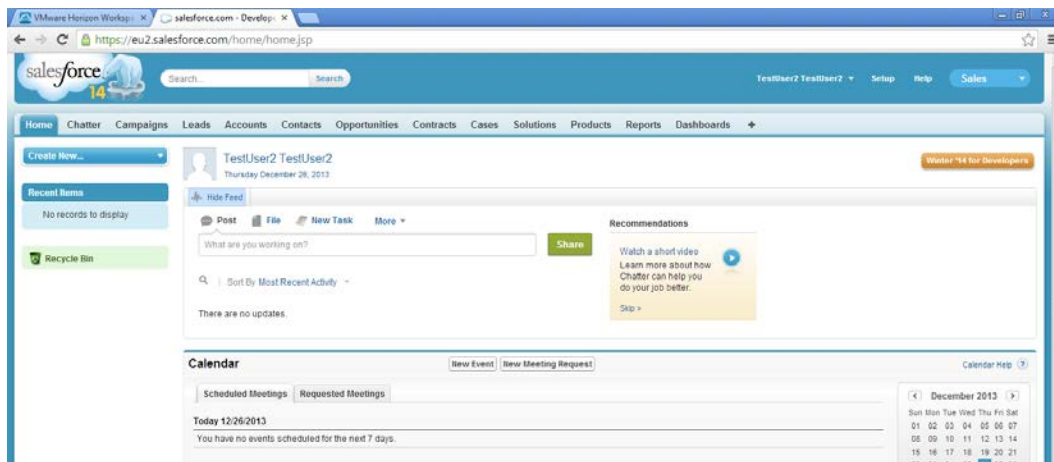 VMware Horizon Worksp
salesforce.com - Develop
https://eu2.salesforce.com/home/home.jsp
salesforce
14
Search...
Search
TestUser2 TestUser2
Setup
Help
Sales
Home Chatter Campaigns Leads Accounts Contacts Opportunities Contracts Cases Solutions Products Reports Dashboards +
Create New...
TestUser2 TestUser2
Thursday December 26, 2013
Winter '14 for Developers
Recent Items
No records to display
Recycle Bin
Hide Feed
Post File New Task More
What are you working on?
Share
Sort By Most Recent Activity
There are no updates.
Recommendations
Watch a short video
Learn more about how
Chatter can help you
do your job better.
Skip »
Calendar
New Event New Meeting Request
Calendar Help ?
Scheduled Meetings Requested Meetings
Today 12/26/2013
You have no events scheduled for the next 7 days.
December 2013
Sun Mon Tue Wed Thu Fri Sat
01 02 03 04 05 06 07
08 09 10 11 12 13 14
15 16 17 18 19 20 21